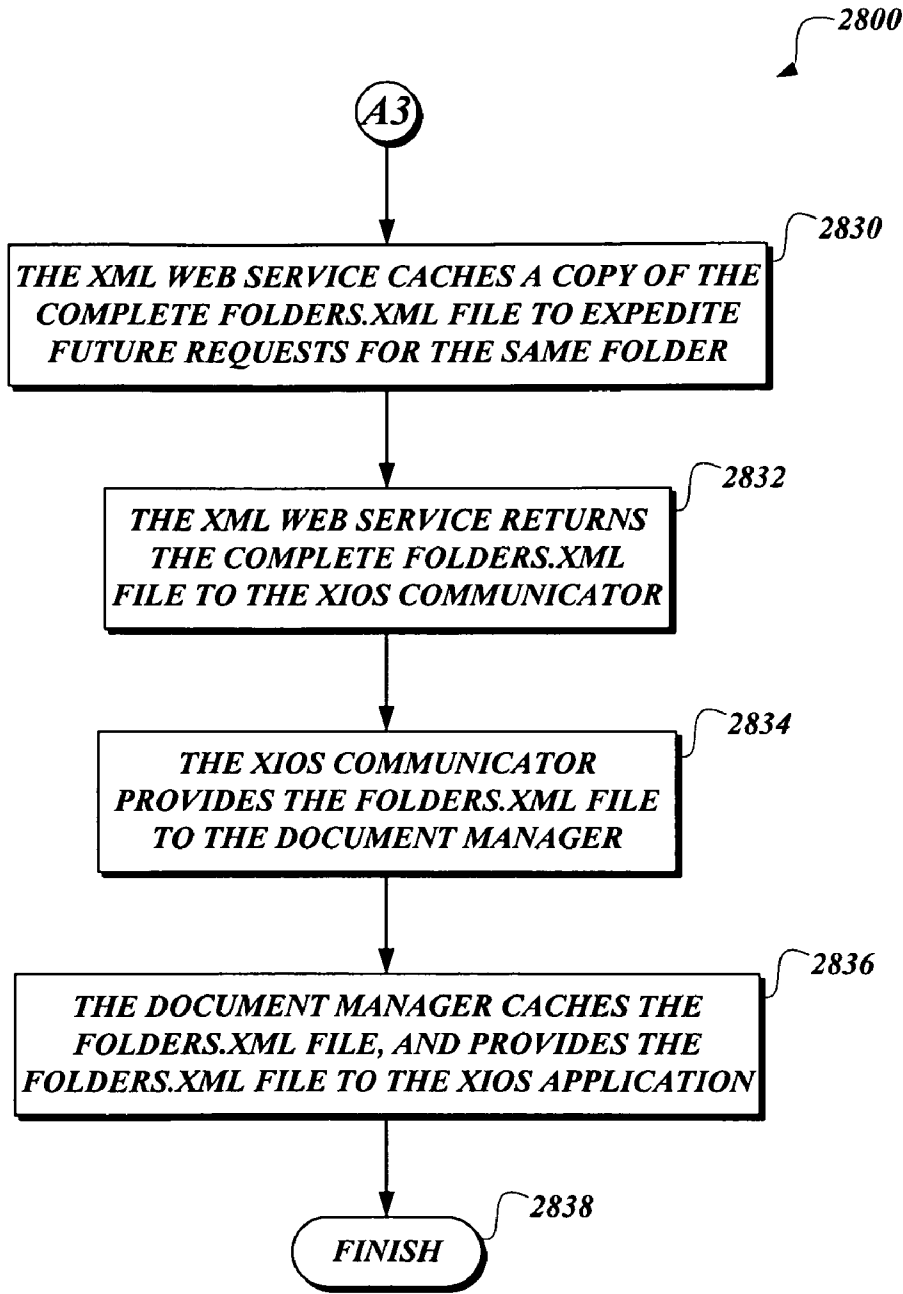 2800
A3
2830
THE XML WEB SERVICE CACHES A COPY OF THE
COMPLETE FOLDERS.XML FILE TO EXPEDITE
FUTURE REQUESTS FOR THE SAME FOLDER
2832
THE XML WEB SERVICE RETURNS
THE COMPLETE FOLDERS.XML
FILE TO THE XIOS COMMUNICATOR
2834
THE XIOS COMMUNICATOR
PROVIDES THE FOLDERS.XML FILE
TO THE DOCUMENT MANAGER
2836
THE DOCUMENT MANAGER CACHES THE
FOLDERS.XML FILE, AND PROVIDES THE
FOLDERS.XML FILE TO THE XIOS APPLICATION
2838
FINISH